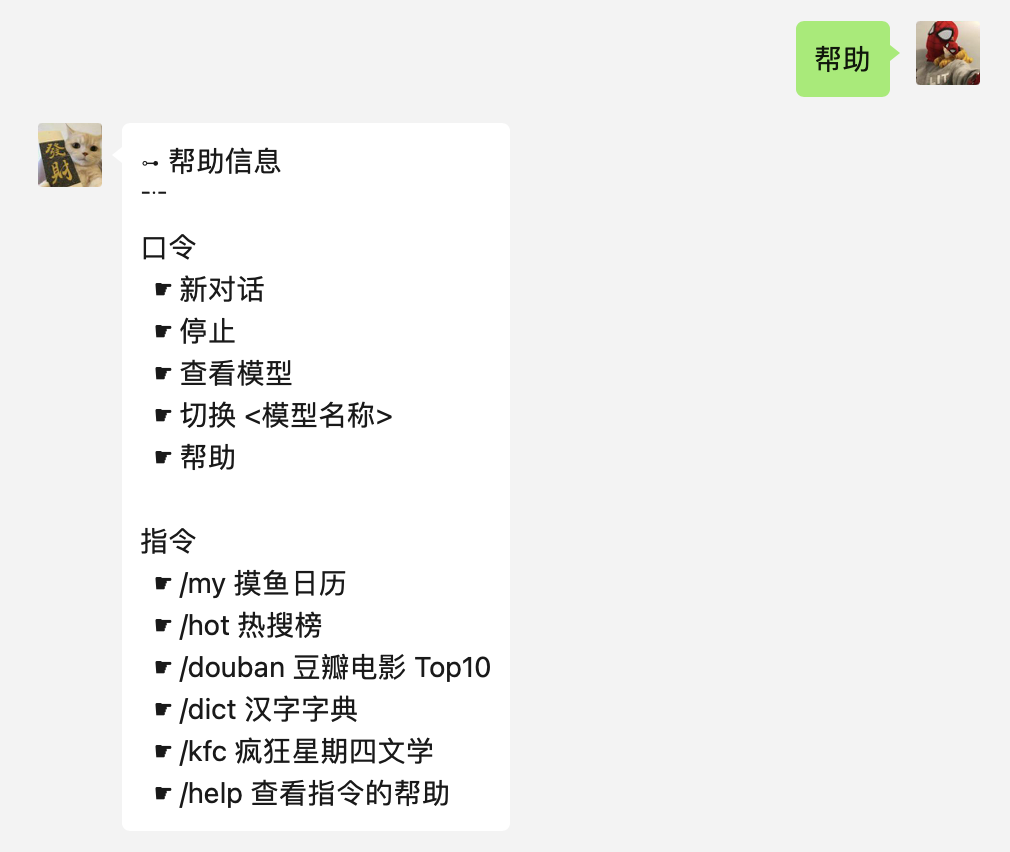 帮助
LIT
發財
⊶ 帮助信息
-·-
口令
☛ 新对话
☛ 停止
☛ 查看模型
☛ 切换 <模型名称>
☛ 帮助
指令
☛ /my 摸鱼日历
☛ /hot 热搜榜
☛ /douban 豆瓣电影 Top10
☛ /dict 汉字字典
☛ /kfc 疯狂星期四文学
☛ /help 查看指令的帮助